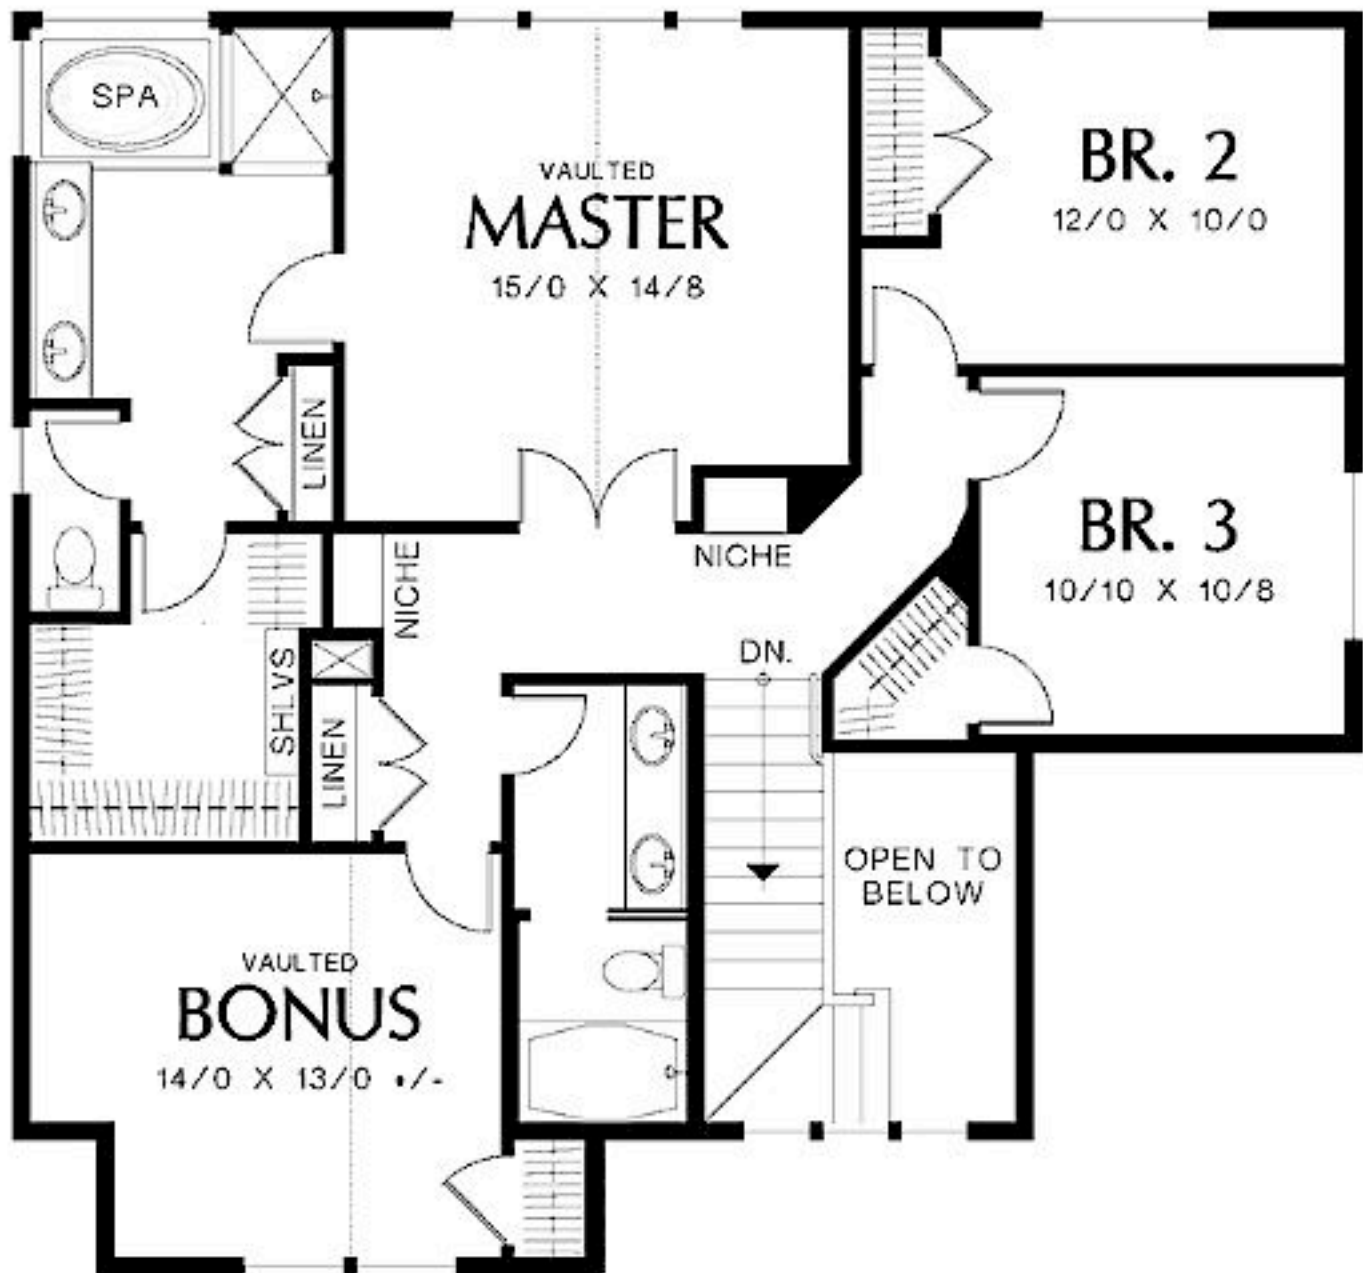 SPA
VAULTED
MASTER
15/0 X 14/8
BR. 2
12/0 X 10/0
LINEN
BR. 3
10/10 X 10/8
NICHE
NICHE
DN.
SHLVS
LINEN
OPEN TO
BELOW
VAULTED
BONUS
14/0 X 13/0 +/-